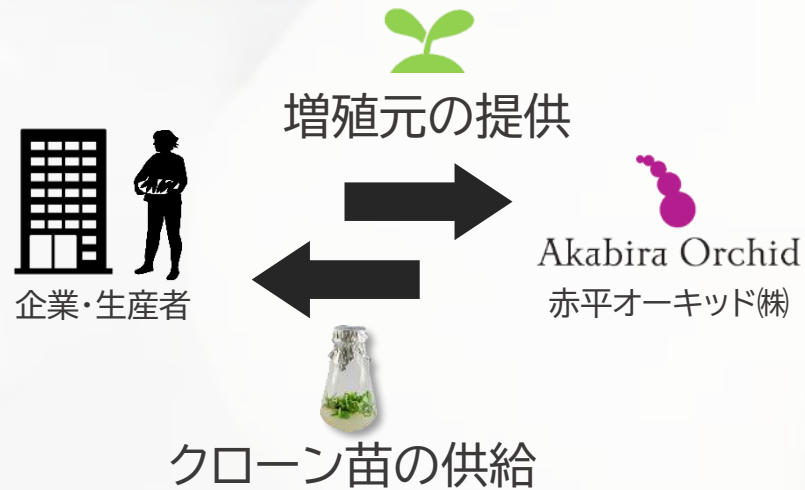 増殖元の提供
企業・生産者
Akabira Orchid
赤平オーキッド㈱
クローン苗の供給